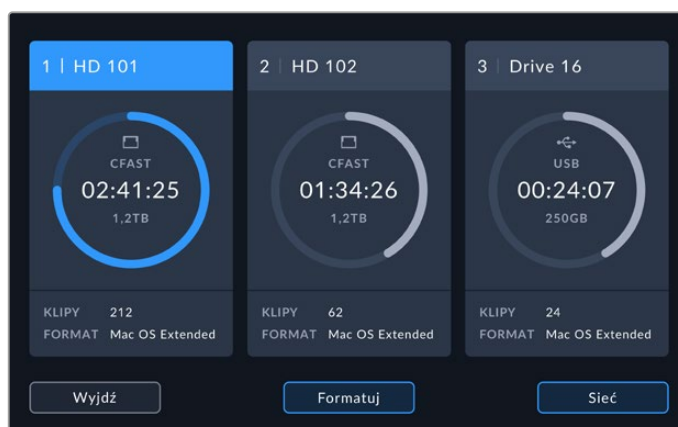 1 | HD 101
CFAST
02:41:25
1,2TB
KLIPY 212
FORMAT Mac OS Extended
2 | HD 102
CFAST
01:34:26
1,2TB
KLIPY 62
FORMAT Mac OS Extended
3 | Drive 16
USB
00:24:07
250GB
KLIPY 24
FORMAT Mac OS Extended
Wyjdź
Formatuj
Sieć